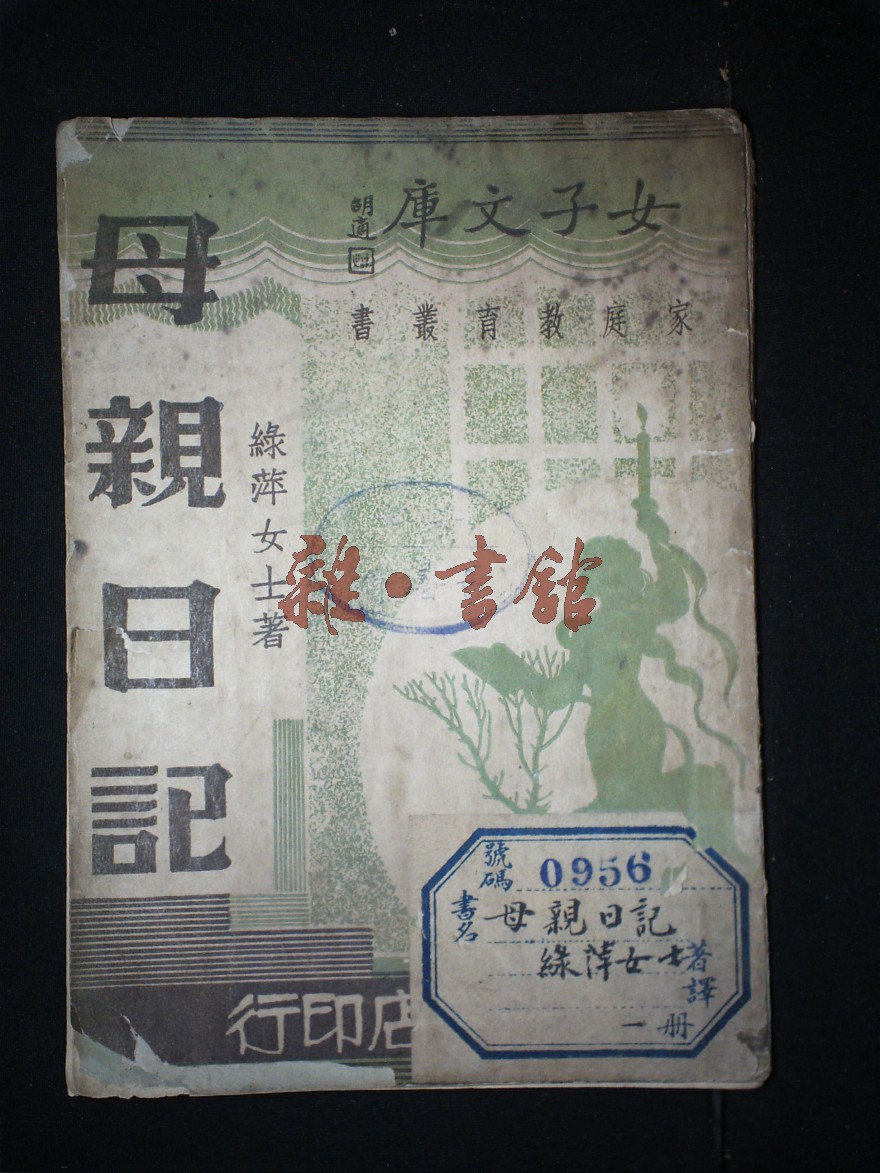 女子文庫
胡適
家庭教育叢書
母親日記
綠萍女士著
雜·書館
號碼 0956
書名 母親日記
綠萍女士著譯
一册
店印行